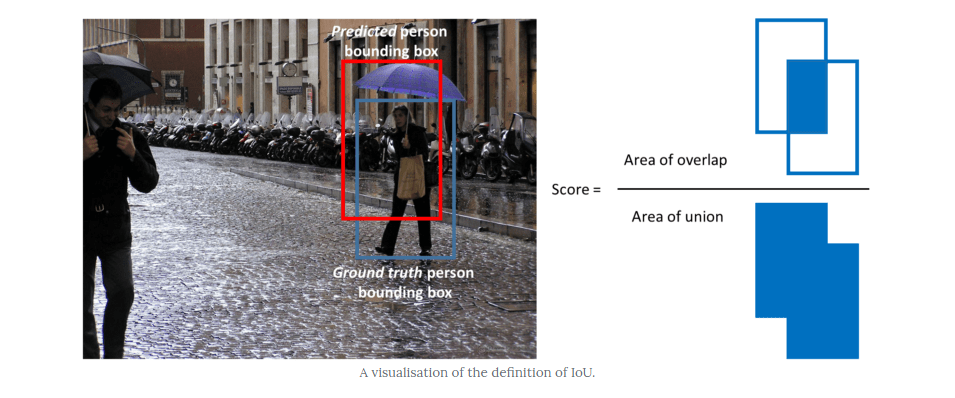 Predicted person
bounding box
Ground truth person
bounding box
Score =
Area of overlap
Area of union
A visualisation of the definition of IoU.